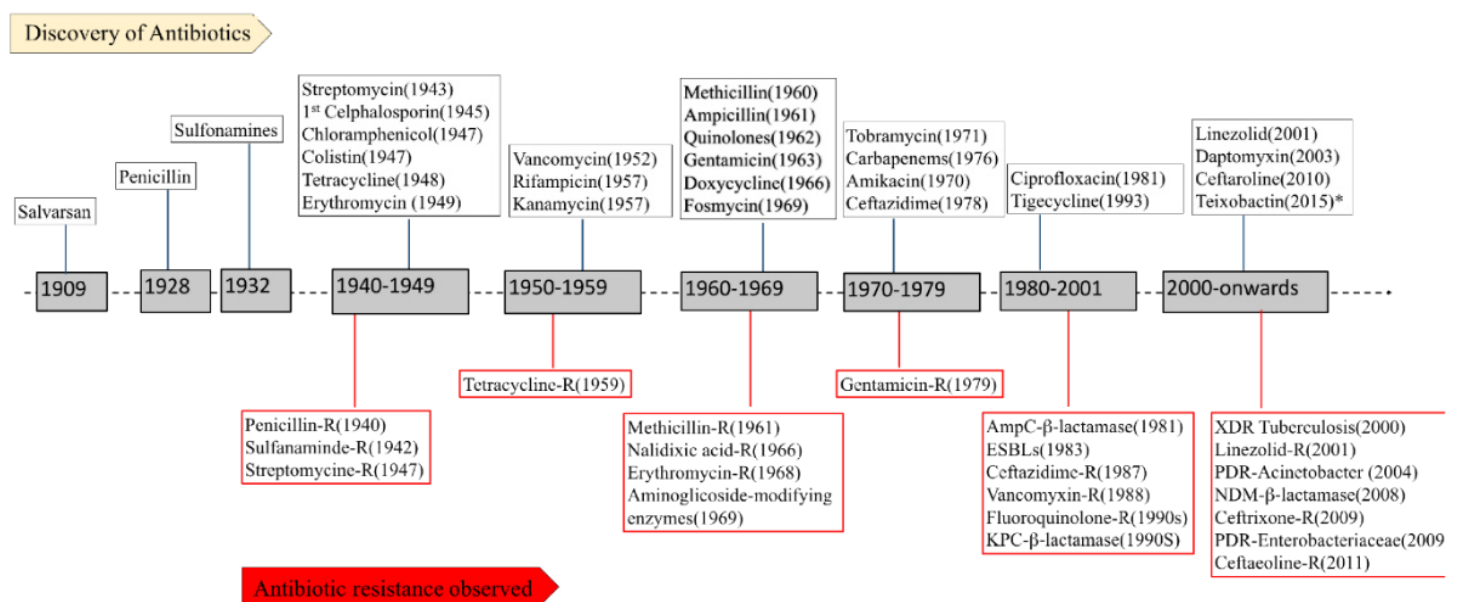 Discovery of Antibiotics
Salvarsan
Penicillin
Sulfonamines
Streptomycin(1943)
1st Celphalosporin(1945)
Chloramphenicol(1947)
Colistin(1947)
Tetracycline(1948)
Erythromycin (1949)
Vancomycin(1952)
Rifampicin(1957)
Kanamycin(1957)
Methicillin(1960)
Ampicillin(1961)
Quinolones(1962)
Gentamicin(1963)
Doxycycline(1966)
Fosmycin(1969)
Tobramycin(1971)
Carbapenems(1976)
Amikacin(1970)
Ceftazidime(1978)
Ciprofloxacin(1981)
Tigecycline(1993)
Linezolid(2001)
Daptomyxin(2003)
Ceftaroline(2010)
Teixobactin(2015)*
1909
1928
1932
1940-1949
1950-1959
1960-1969
1970-1979
1980-2001
2000-onwards
Penicillin-R(1940)
Sulfanaminde-R(1942)
Streptomycine-R(1947)
Tetracycline-R(1959)
Methicillin-R(1961)
Nalidixic acid-R(1966)
Erythromycin-R(1968)
Aminoglicoside-modifying
enzymes(1969)
Gentamicin-R(1979)
AmpC-β-lactamase(1981)
ESBLs(1983)
Ceftazidime-R(1987)
Vancomyxin-R(1988)
Fluoroquinolone-R(1990s)
KPC-β-lactamase(1990S)
XDR Tuberculosis(2000)
Linezolid-R(2001)
PDR-Acinetobacter (2004)
NDM-β-lactamase(2008)
Ceftrixone-R(2009)
PDR-Enterobacteriaceae(2009
Ceftaeoline-R(2011)
Antibiotic resistance observed